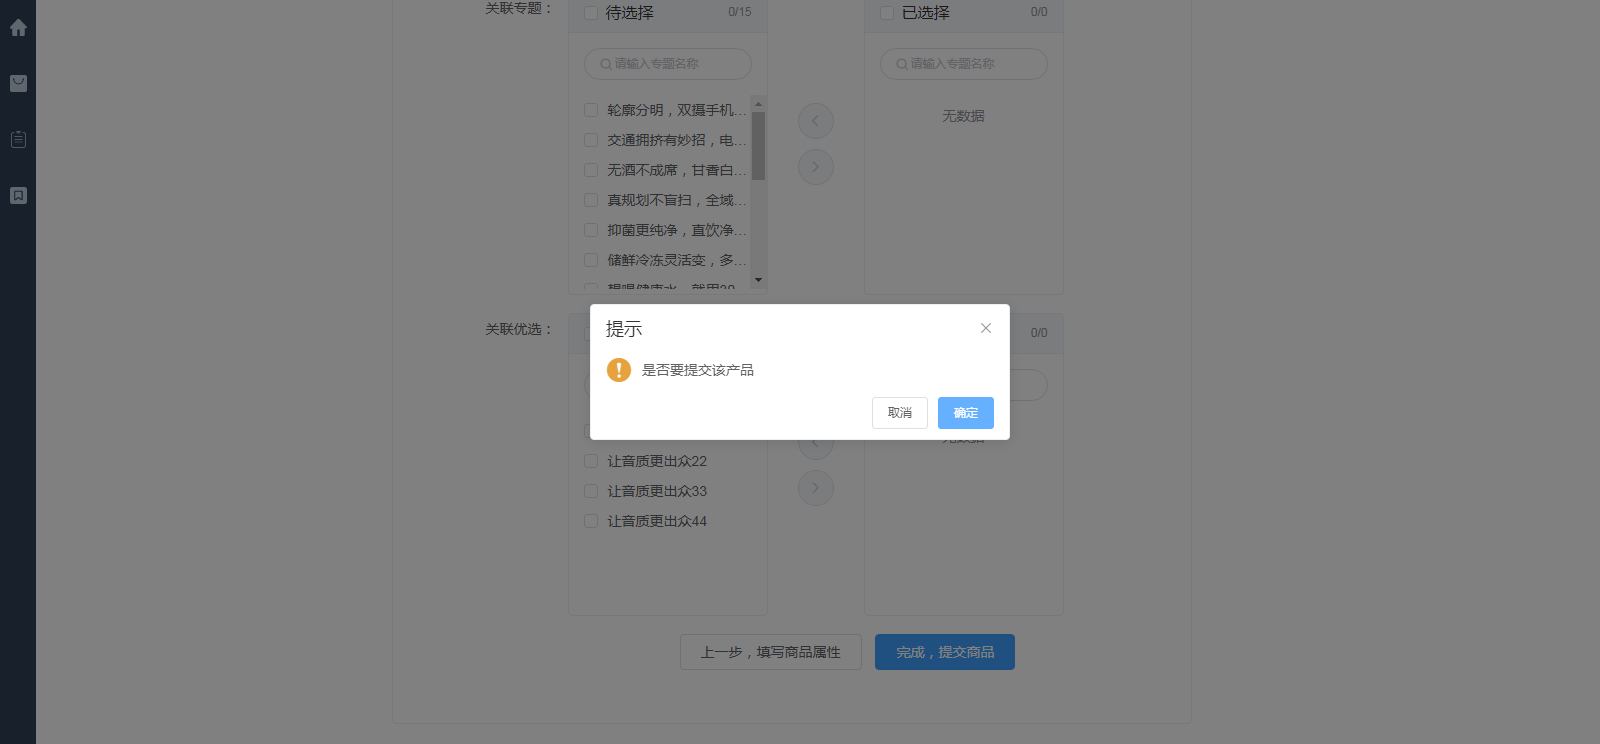 关联专题：
待选择 0/15
已选择 0/0
请输入专题名称
请输入专题名称
轮廓分明，双摄手机...
交通拥挤有妙招，电...
无酒不成席，甘香白...
真规划不盲扫，全域...
抑菌更纯净，直饮净...
储鲜冷冻灵活变，多...
无数据
关联优选：
0/0
提示
是否要提交该产品
取消
确定
让音质更出众22
让音质更出众33
让音质更出众44
上一步，填写商品属性
完成，提交商品